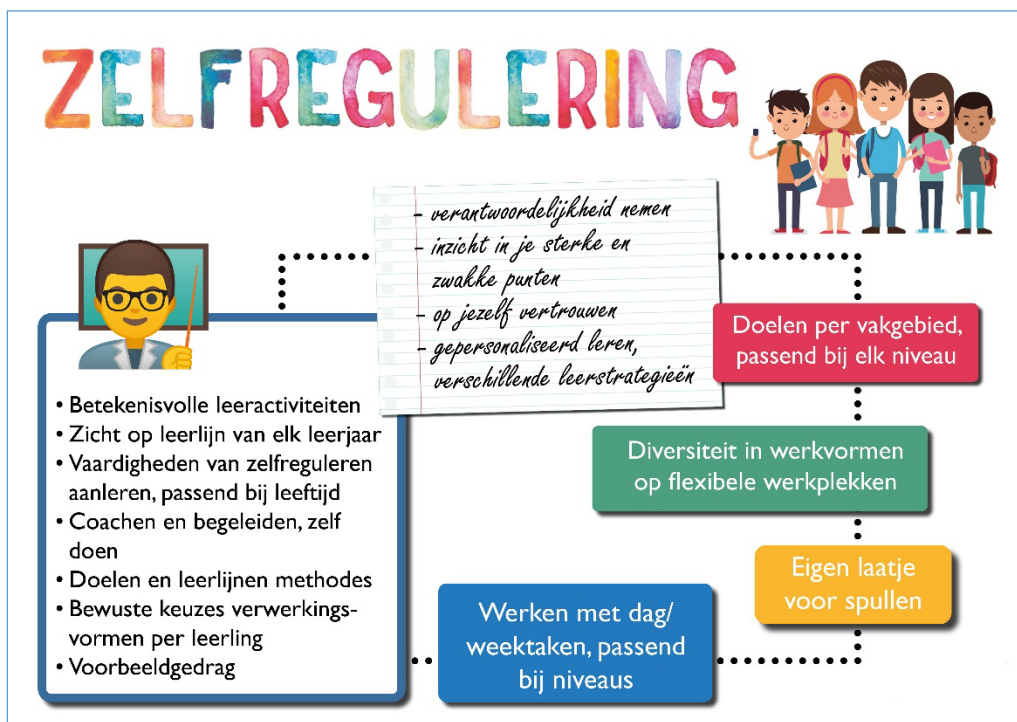 ZELFREGULERING
- verantwoordelijkheid nemen
- inzicht in je sterke en
zwakke punten
- op jezelf vertrouwen
- gepersonaliseerd leren,
verschillende leerstrategieën
• Betekenisvolle leeractiviteiten
• Zicht op leerlijn van elk leerjaar
• Vaardigheden van zelfreguleren
aanleren, passend bij leeftijd
• Coachen en begeleiden, zelf
doen
• Doelen en leerlijnen methodes
• Bewuste keuzes verwerkings-
vormen per leerling
• Voorbeeldgedrag
Doelen per vakgebied,
passend bij elk niveau
Diversiteit in werkvormen
op flexibele werkplekken
Eigen laatje
voor spullen
Werken met dag/
weektaken, passend
bij niveaus